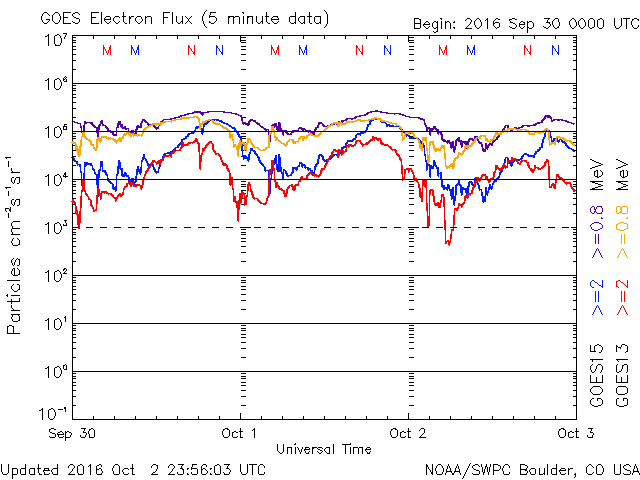 GOES Electron Flux (5 minute data)
Begin: 2016 Sep 30 0000 UTC
10⁷
M M N N M M N N M M N N
10⁶
10⁵
10⁴
10³
10²
10¹
10⁰
10⁻¹
Particles cm⁻²s⁻¹sr⁻¹
>=2 >=0.8 MeV
GOES15
>=2 >=0.8 MeV
GOES13
Sep 30 Oct 1 Oct 2 Oct 3
Universal Time
Updated 2016 Oct 2 23:56:03 UTC
NOAA/SWPC Boulder, CO USA